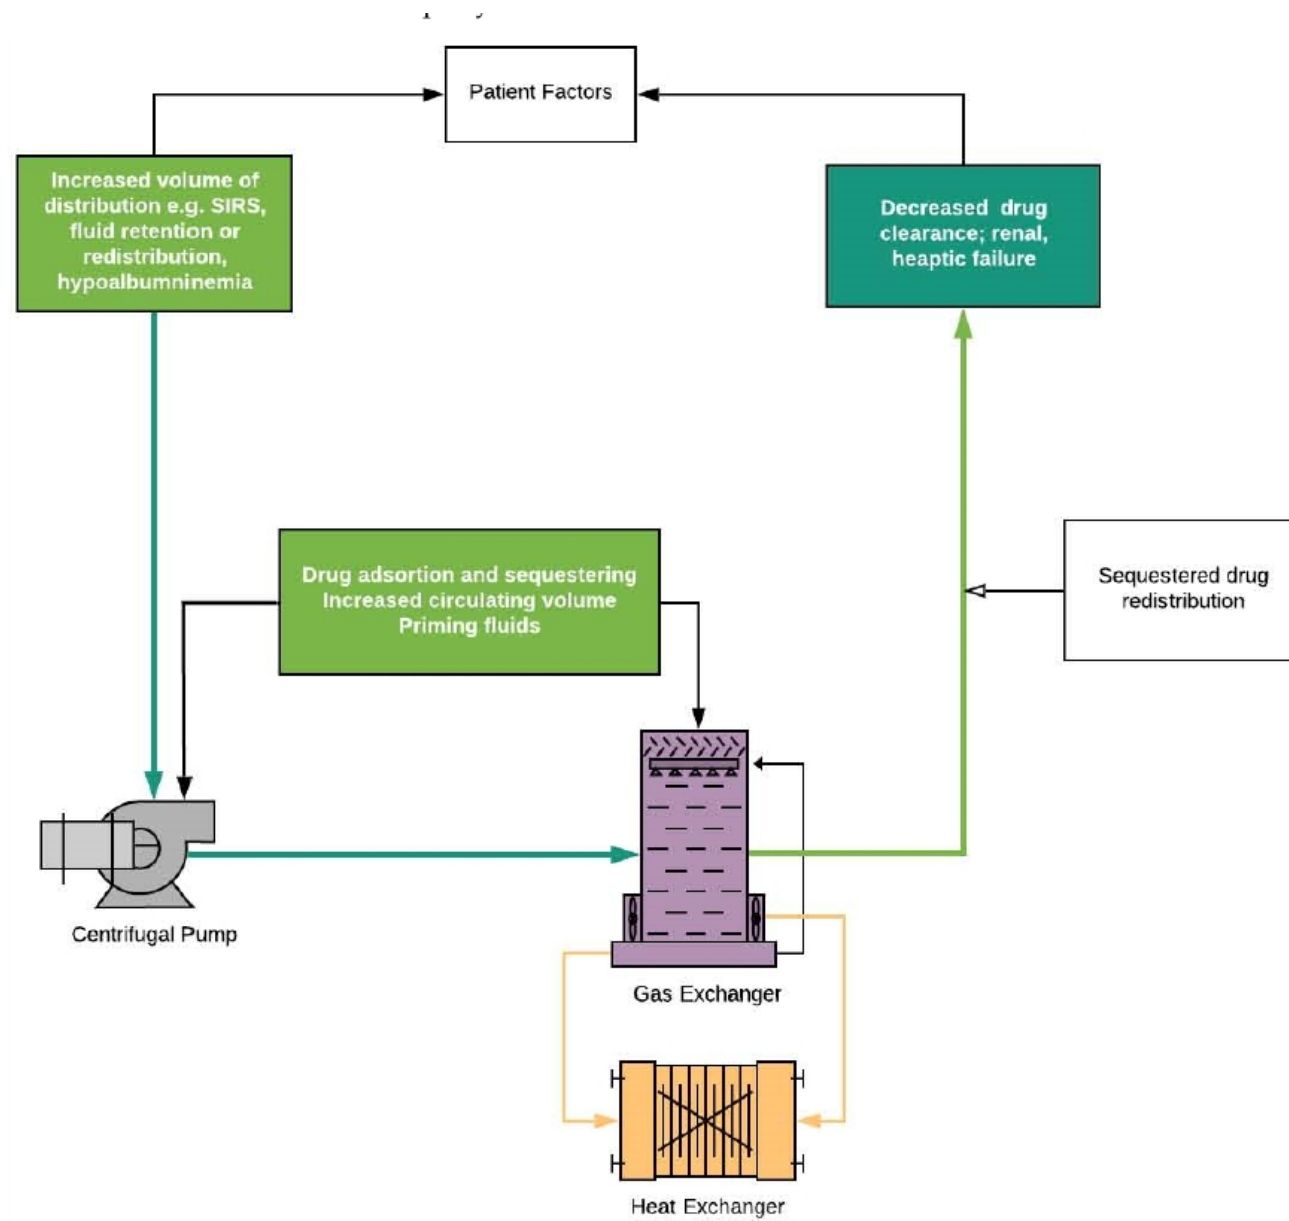 Patient Factors
Increased volume of
distribution e.g. SIRS,
fluid retention or
redistribution,
hypoalbumninemia
Decreased drug
clearance; renal,
heaptic failure
Drug adsortion and sequestering
Increased circulating volume
Priming fluids
Sequestered drug
redistribution
Centrifugal Pump
Gas Exchanger
Heat Exchanger